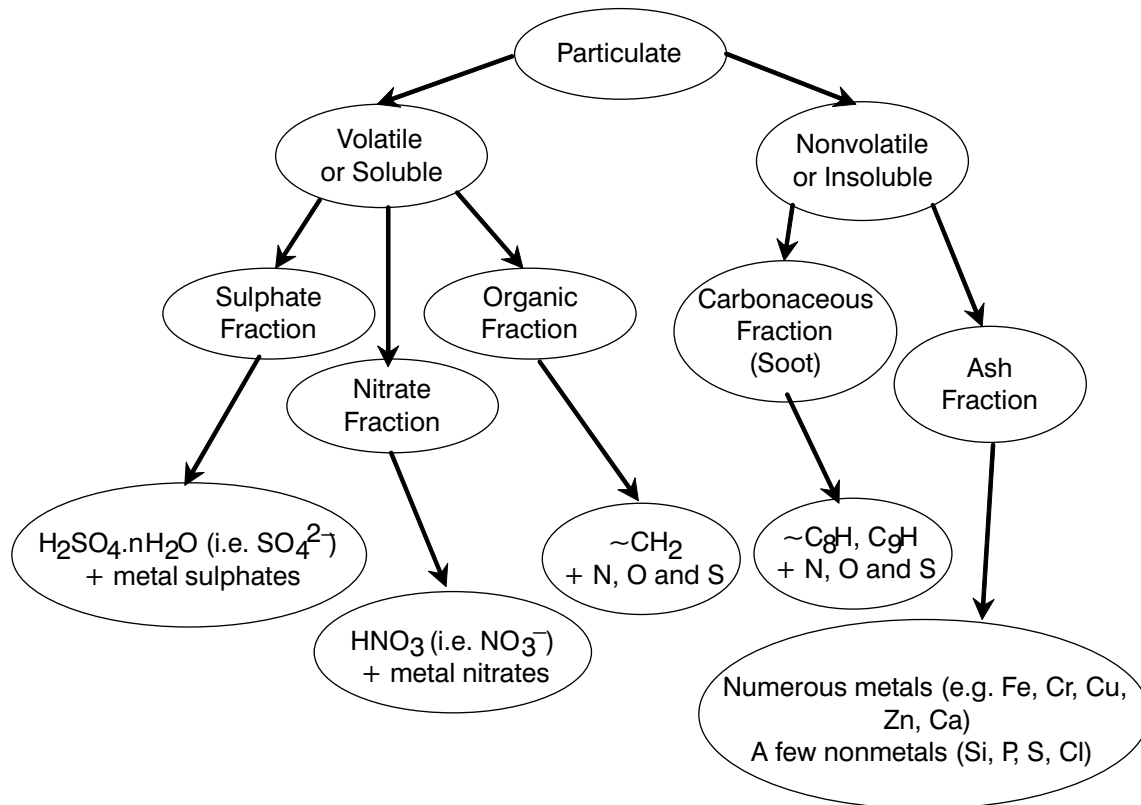 Particulate
Volatile
or Soluble
Nonvolatile
or Insoluble
Sulphate
Fraction
Organic
Fraction
Carbonaceous
Fraction
(Soot)
Nitrate
Fraction
Ash
Fraction
H₂SO₄.nH₂O (i.e. SO₄²⁻)
+ metal sulphates
~CH₂
+ N, O and S
~C₈H, C₉H
+ N, O and S
HNO₃ (i.e. NO₃⁻)
+ metal nitrates
Numerous metals (e.g. Fe, Cr, Cu,
Zn, Ca)
A few nonmetals (Si, P, S, Cl)